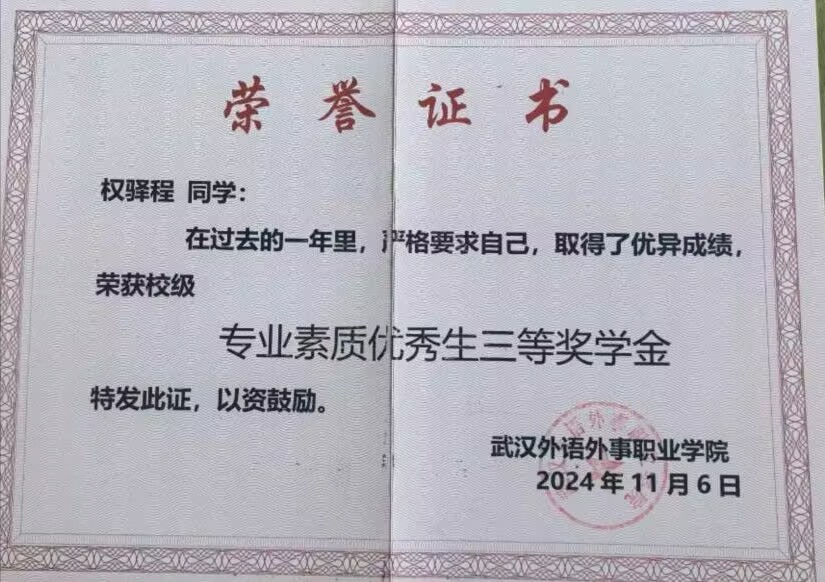 荣誉证书
权驿程 同学：
在过去的一年里，严格要求自己，取得了优异成绩，
荣获校级
专业素质优秀生三等奖学金
特发此证，以资鼓励。
武汉外语外事职业学院
2024 年 11 月 6 日